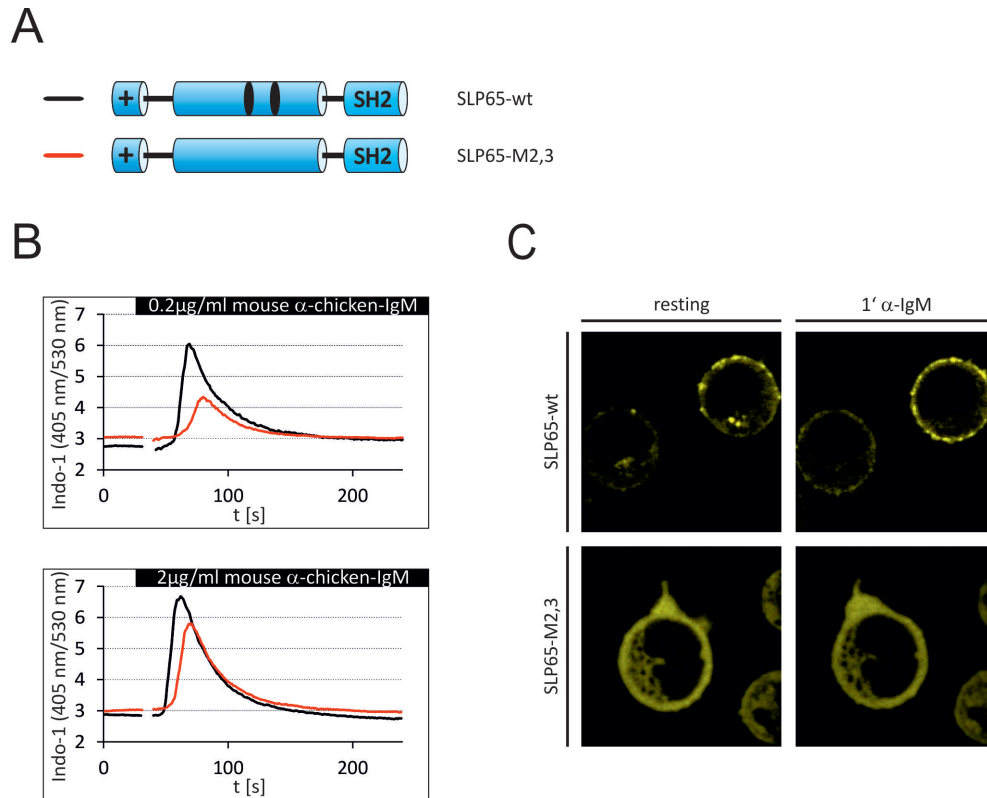 A
+ SH2 SLP65-wt
+ SH2 SLP65-M2,3
B
0.2µg/ml mouse α-chicken-IgM
Indo-1 (405 nm/530 nm)
7
6
5
4
3
2
0 100 200
t [s]
2µg/ml mouse α-chicken-IgM
Indo-1 (405 nm/530 nm)
7
6
5
4
3
2
0 100 200
t [s]
C
resting 1‘ α-IgM
SLP65-wt
SLP65-M2,3